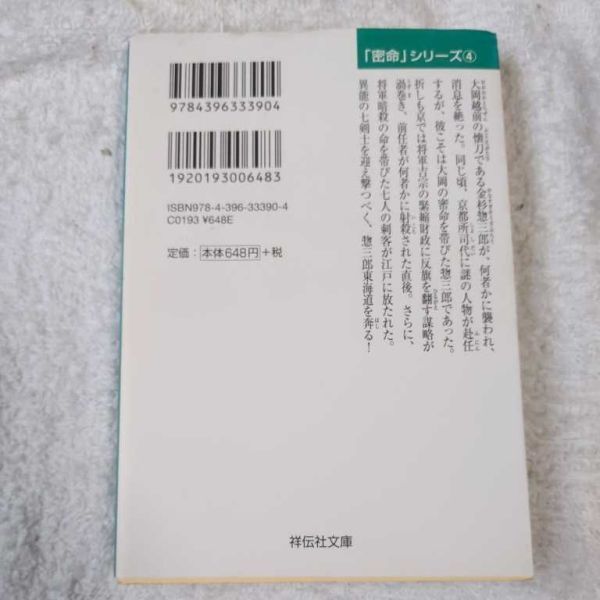 「密命」シリーズ④
大岡越前の懐刀である金杉惣三郎が、何者かに襲われ、
消息を絶った。同じ頃、京都所司代に謎の人物が赴任
するが、彼こそは大岡の密命を帯びた惣三郎であった。
折しも京では将軍吉宗の緊縮財政に反旗を翻す謀略が
渦巻き、前任者が何者かに射殺された直後。さらに、
将軍暗殺の命を帯びた七人の刺客が江戸に放たれた。
異能の七剣士を迎え撃つべく、惣三郎東海道を奔る！
9784396333904
1920193006483
ISBN978-4-396-33390-4
C0193 ¥648E
定価：本体648円+税
祥伝社文庫